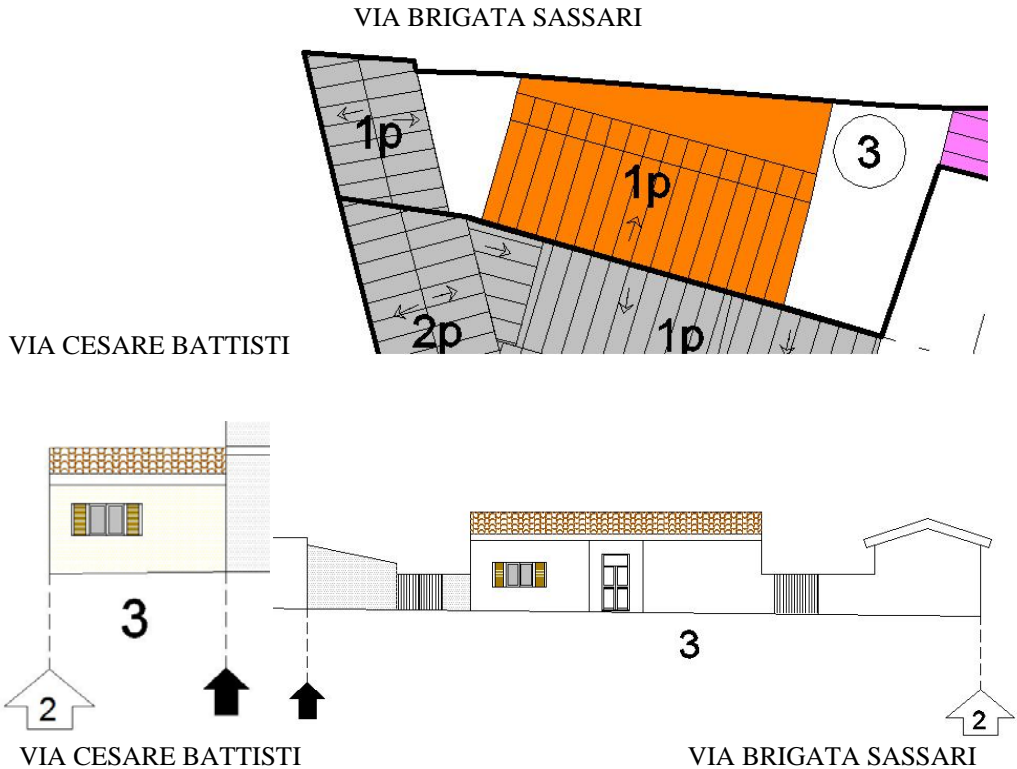 VIA BRIGATA SASSARI
1p
3
1p
2p
1p
VIA CESARE BATTISTI
3
3
2
2
VIA CESARE BATTISTI
VIA BRIGATA SASSARI